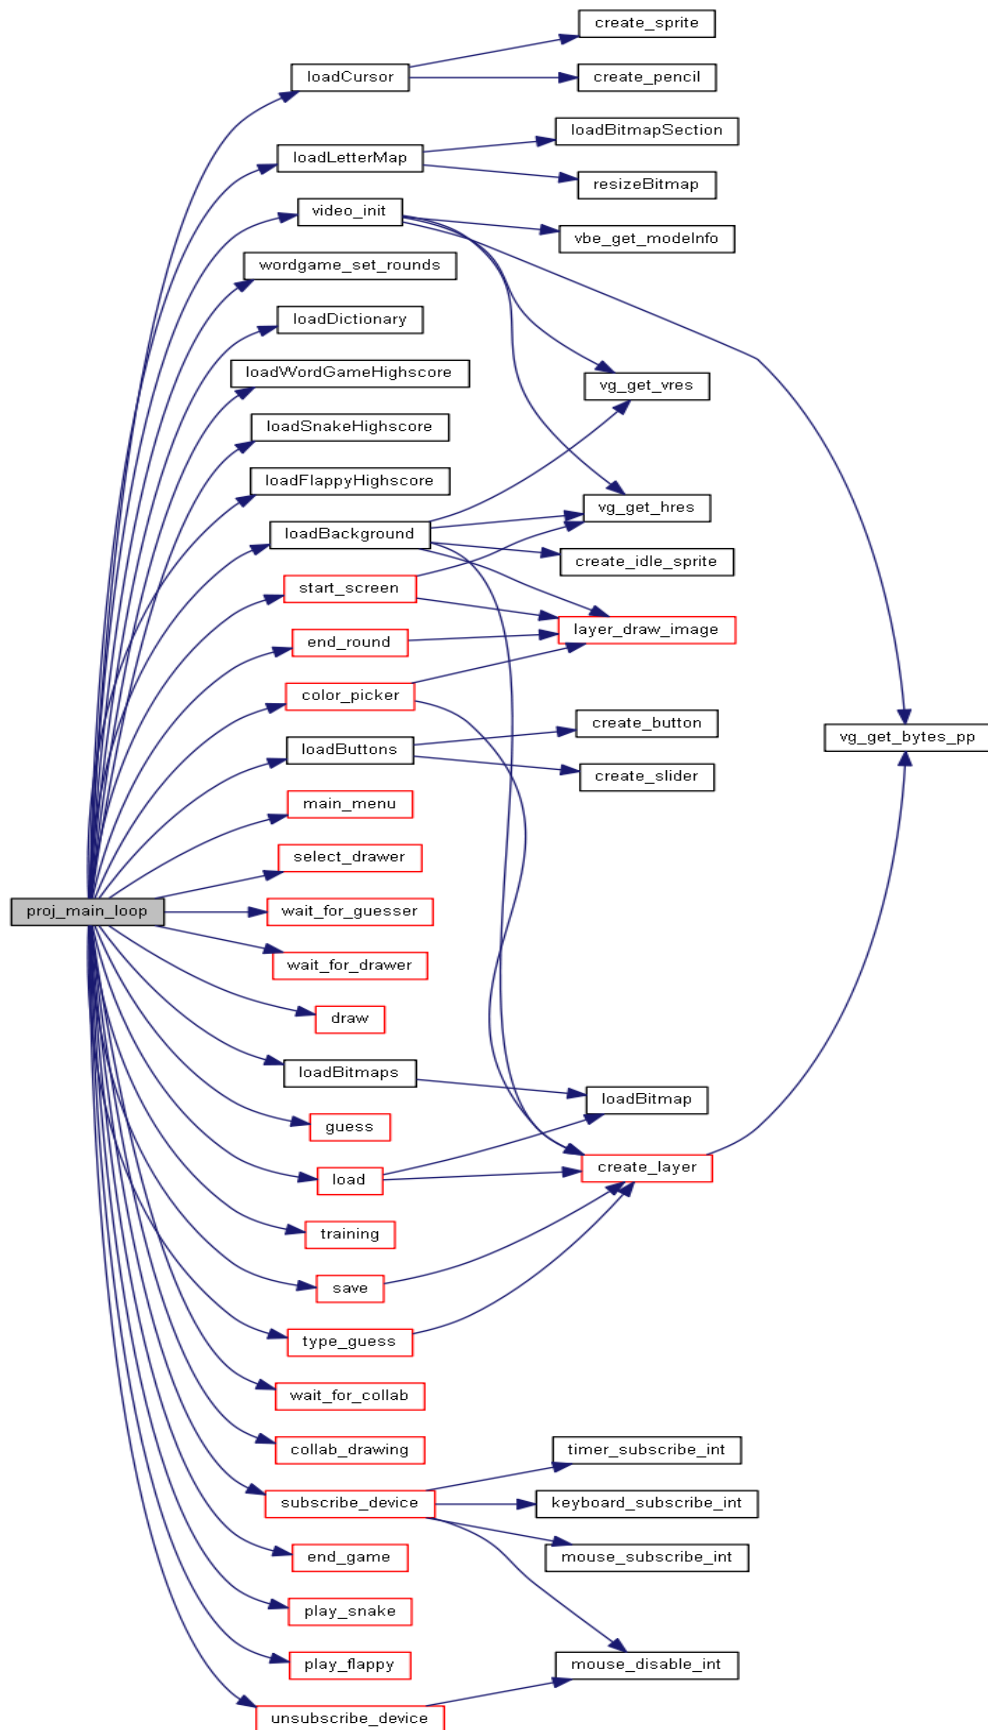 create_sprite
loadCursor
create_pencil
loadBitmapSection
loadLetterMap
resizeBitmap
video_init
vbe_get_modeInfo
wordgame_set_rounds
loadDictionary
loadWordGameHighscore
vg_get_vres
loadSnakeHighscore
loadFlappyHighscore
vg_get_hres
loadBackground
create_idle_sprite
start_screen
layer_draw_image
end_round
color_picker
create_button
vg_get_bytes_pp
loadButtons
create_slider
main_menu
select_drawer
proj_main_loop
wait_for_guesser
wait_for_drawer
draw
loadBitmaps
loadBitmap
guess
create_layer
load
training
save
type_guess
wait_for_collab
collab_drawing
timer_subscribe_int
subscribe_device
keyboard_subscribe_int
end_game
mouse_subscribe_int
play_snake
play_flappy
mouse_disable_int
unsubscribe_device